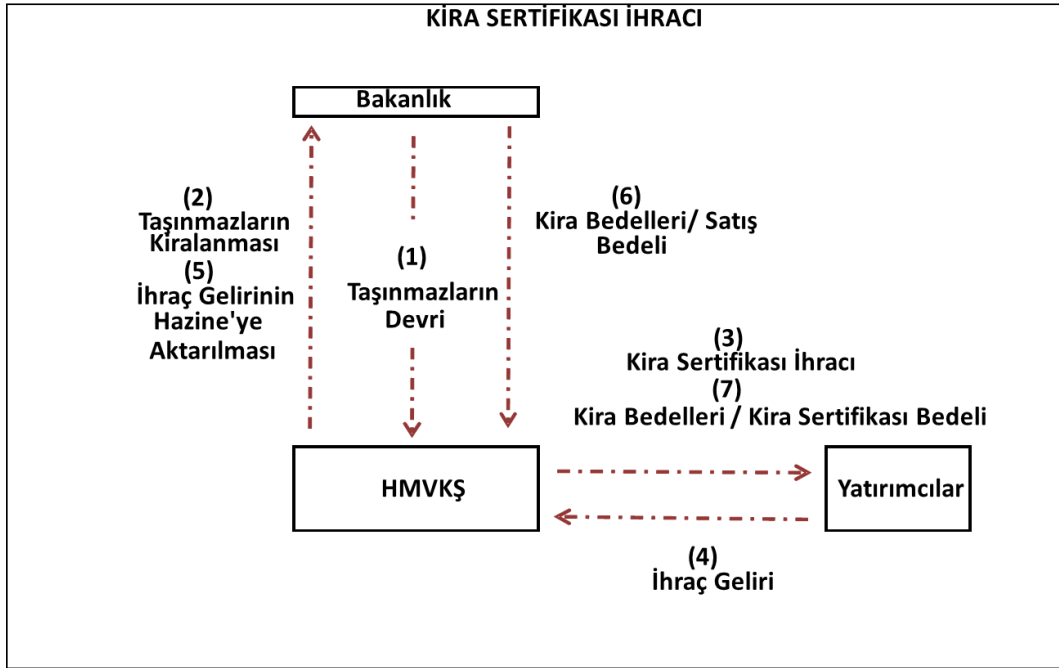 KİRA SERTİFİKASI İHRACI
Bakanlık
(2)
Taşınmazların
Kiralanması
(5)
İhraç Gelirinin
Hazine'ye
Aktarılması
(1)
Taşınmazların
Devri
(6)
Kira Bedelleri/ Satış
Bedeli
(3)
Kira Sertifikası İhracı
(7)
Kira Bedelleri / Kira Sertifikası Bedeli
HMVKŞ
Yatırımcılar
(4)
İhraç Geliri